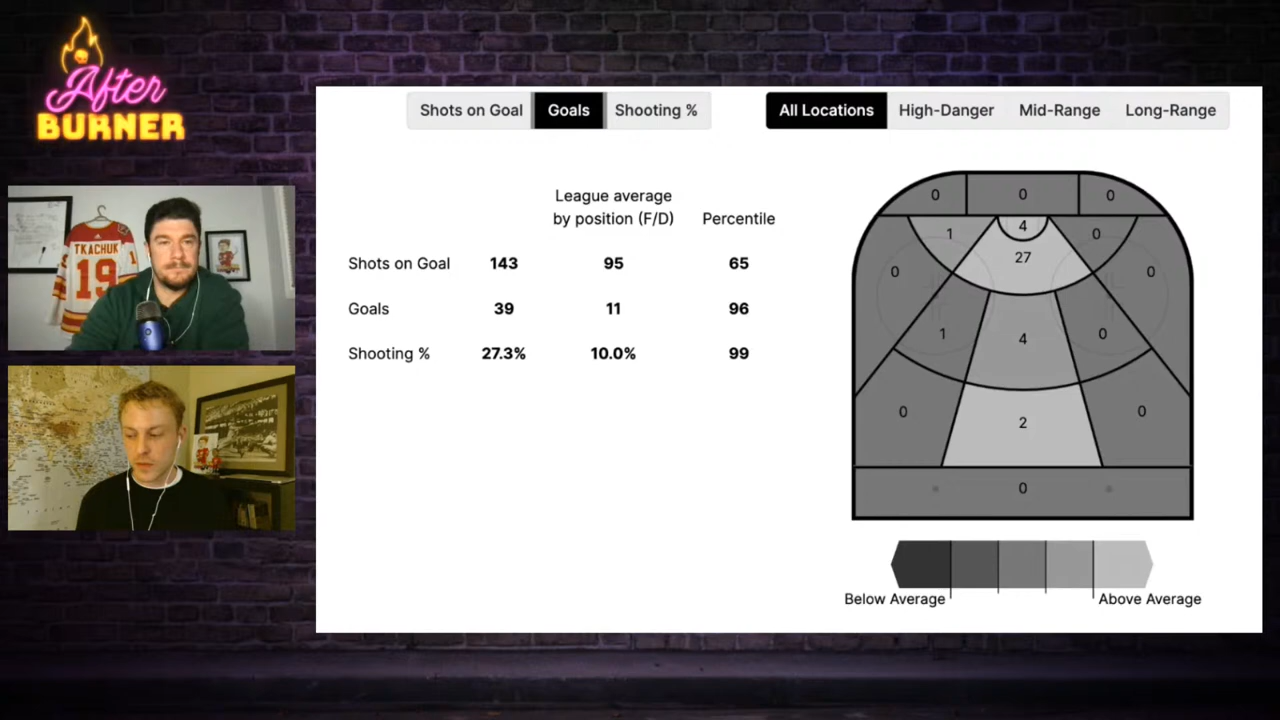 After
BURNER
TKACHUK
19
Shots on Goal Goals Shooting %
All Locations High-Danger Mid-Range Long-Range
League average
by position (F/D) Percentile
Shots on Goal 143 95 65
Goals 39 11 96
Shooting % 27.3% 10.0% 99
0 0 0
1 4 0
27
0 0
1 4 0
0 2 0
0
Below Average Above Average